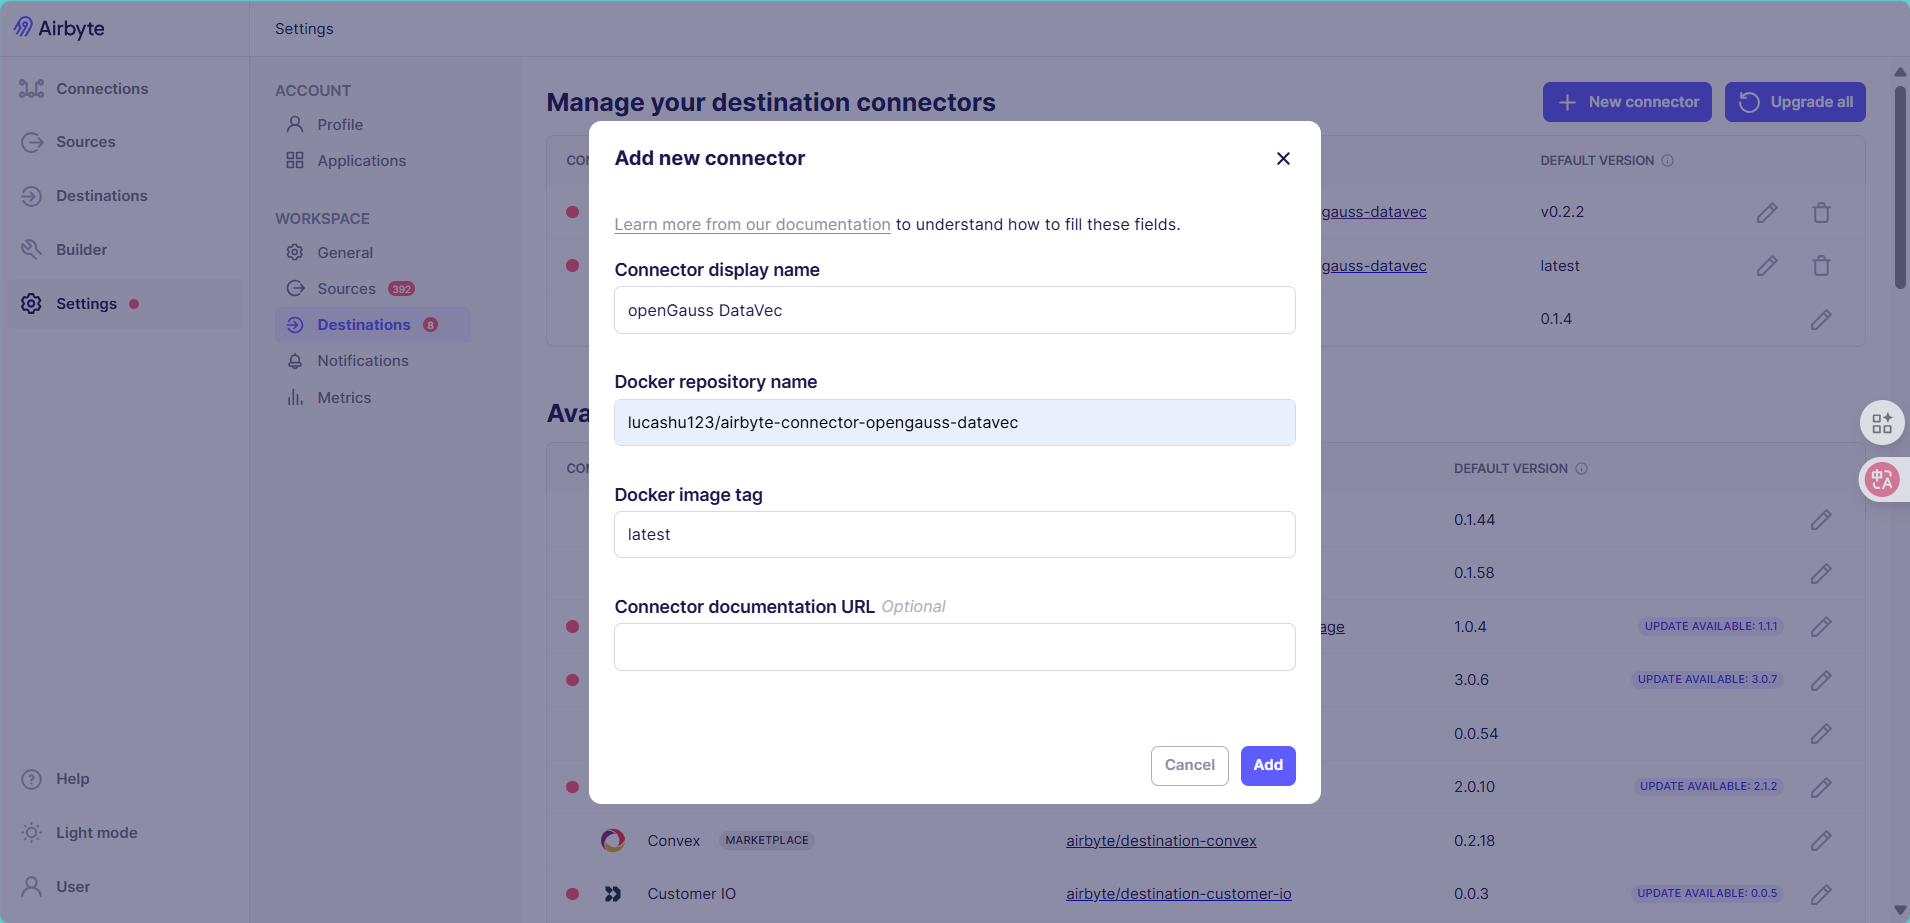 Airbyte
Settings
Connections
Sources
Destinations
Builder
Settings
Help
Light mode
User
ACCOUNT
Profile
Applications
WORKSPACE
General
Sources 392
Destinations 8
Notifications
Metrics
Manage your destination connectors
New connector
Upgrade all
DEFAULT VERSION
gauss-datavec v0.2.2
gauss-datavec latest
0.1.4
Add new connector
Learn more from our documentation to understand how to fill these fields.
Connector display name
openGauss DataVec
Docker repository name
lucashu123/airbyte-connector-opengauss-datavec
Docker image tag
latest
Connector documentation URL Optional
Cancel
Add
DEFAULT VERSION
0.1.44
0.1.58
age 1.0.4 UPDATE AVAILABLE: 1.1.1
3.0.6 UPDATE AVAILABLE: 3.0.7
0.0.54
2.0.10 UPDATE AVAILABLE: 2.1.2
Convex MARKETPLACE airbyte/destination-convex 0.2.18
Customer IO airbyte/destination-customer-io 0.0.3 UPDATE AVAILABLE: 0.0.5
中A